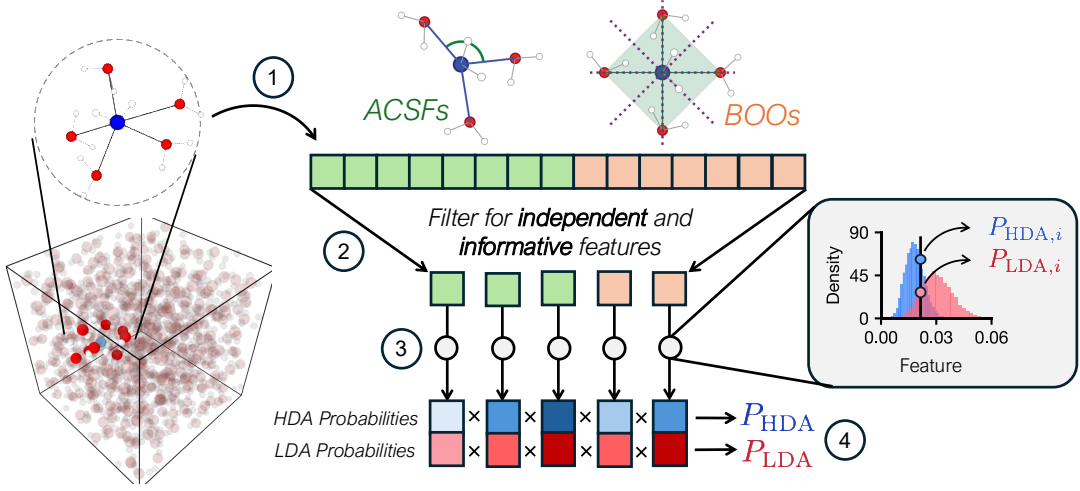 1
ACSFs
BOOs
Filter for independent and
informative features
2
3
HDA Probabilities
× × × ×
P_HDA
LDA Probabilities
× × × ×
P_LDA
4
Density
90
45
0
0.00 0.03 0.06
Feature
P_HDA,i
P_LDA,i